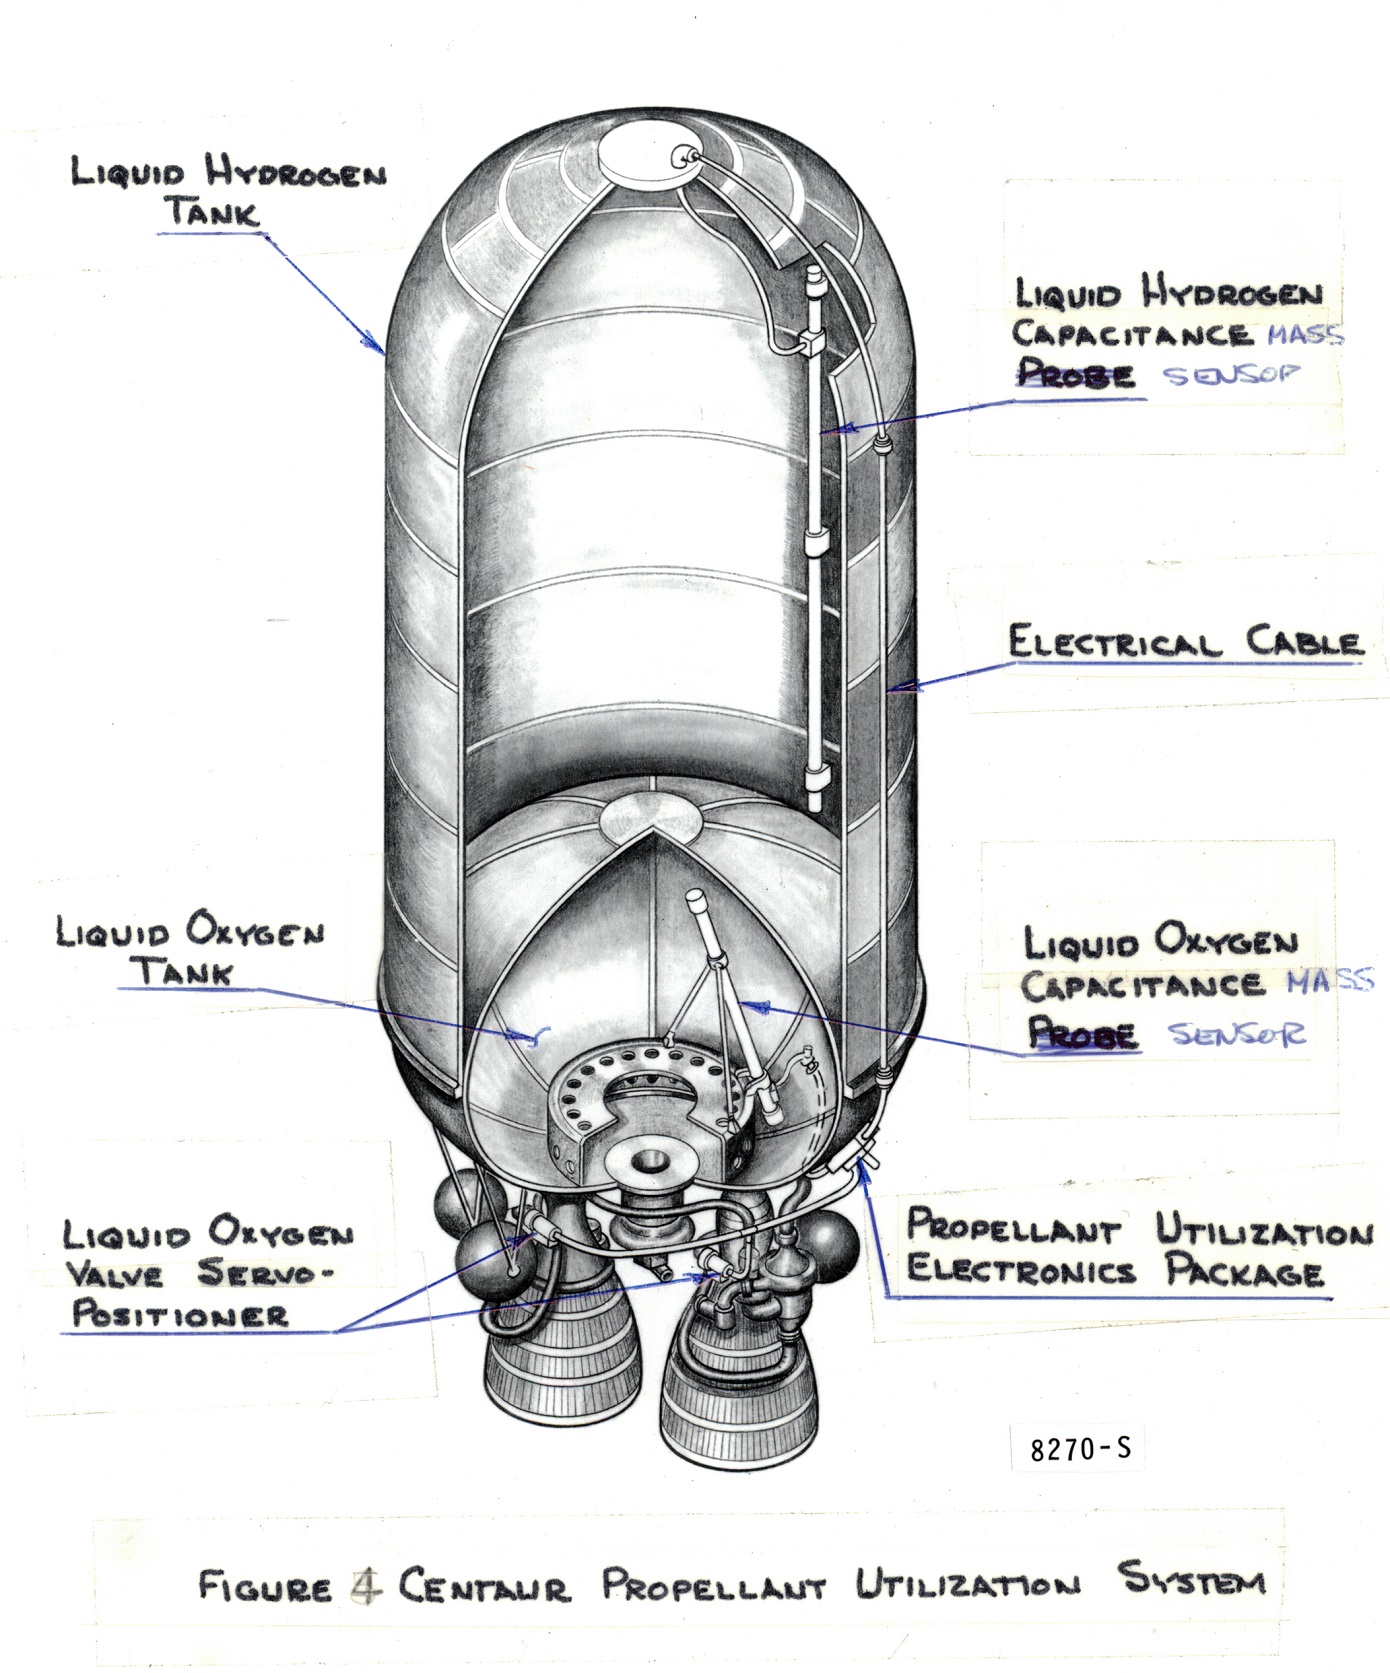 LIQUID HYDROGEN
TANK
LIQUID HYDROGEN
CAPACITANCE MASS
PROBE SENSOR
ELECTRICAL CABLE
LIQUID OXYGEN
TANK
LIQUID OXYGEN
CAPACITANCE MASS
PROBE SENSOR
LIQUID OXYGEN
VALVE SERVO-
POSITIONER
PROPELLANT UTILIZATION
ELECTRONICS PACKAGE
8270-S
FIGURE 4 CENTAUR PROPELLANT UTILIZATION SYSTEM